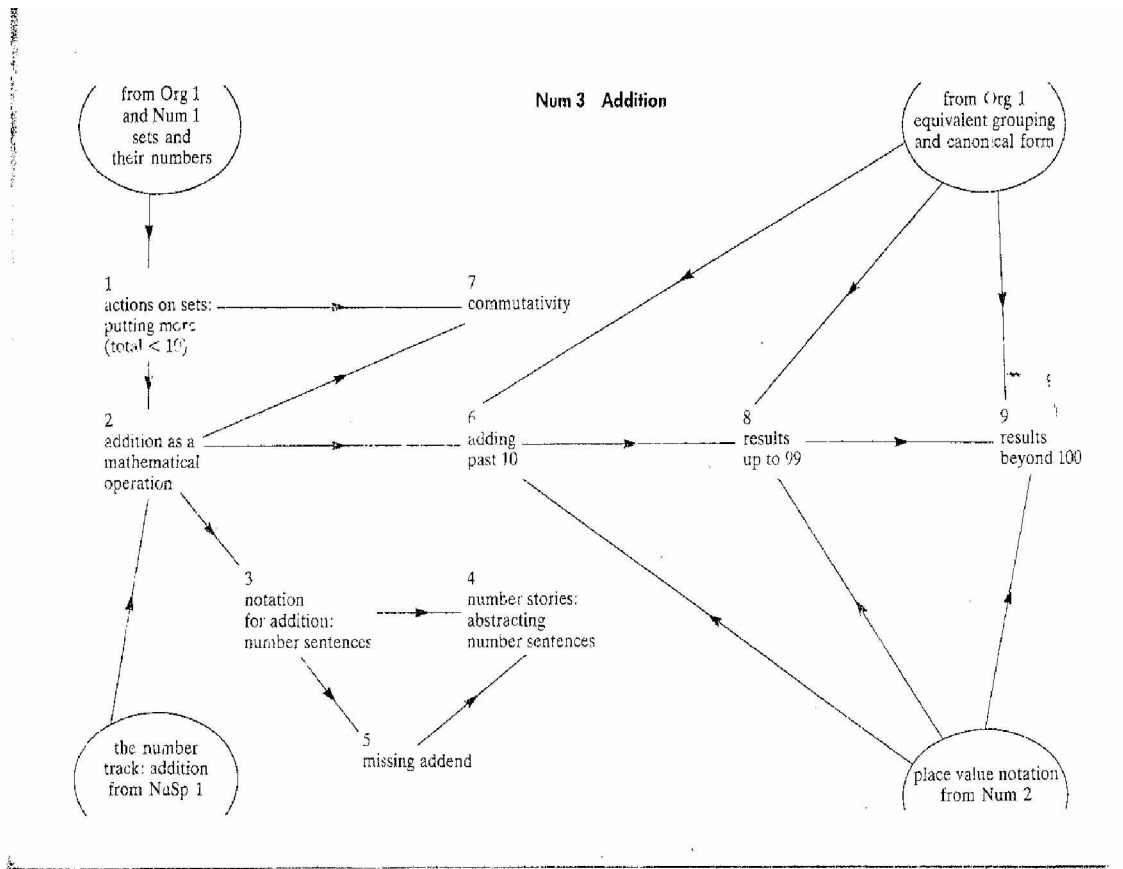 Num 3 Addition
from Org 1
and Num 1
sets and
their numbers
from Org 1
equivalent grouping
and canonical form
1
actions on sets:
putting more
(total < 10)
7
commutativity
2
addition as a
mathematical
operation
6
adding
past 10
8
results
up to 99
9
results
beyond 100
3
notation
for addition:
number sentences
4
number stories:
abstracting
number sentences
5
missing addend
the number
track: addition
from NuSp 1
place value notation
from Num 2